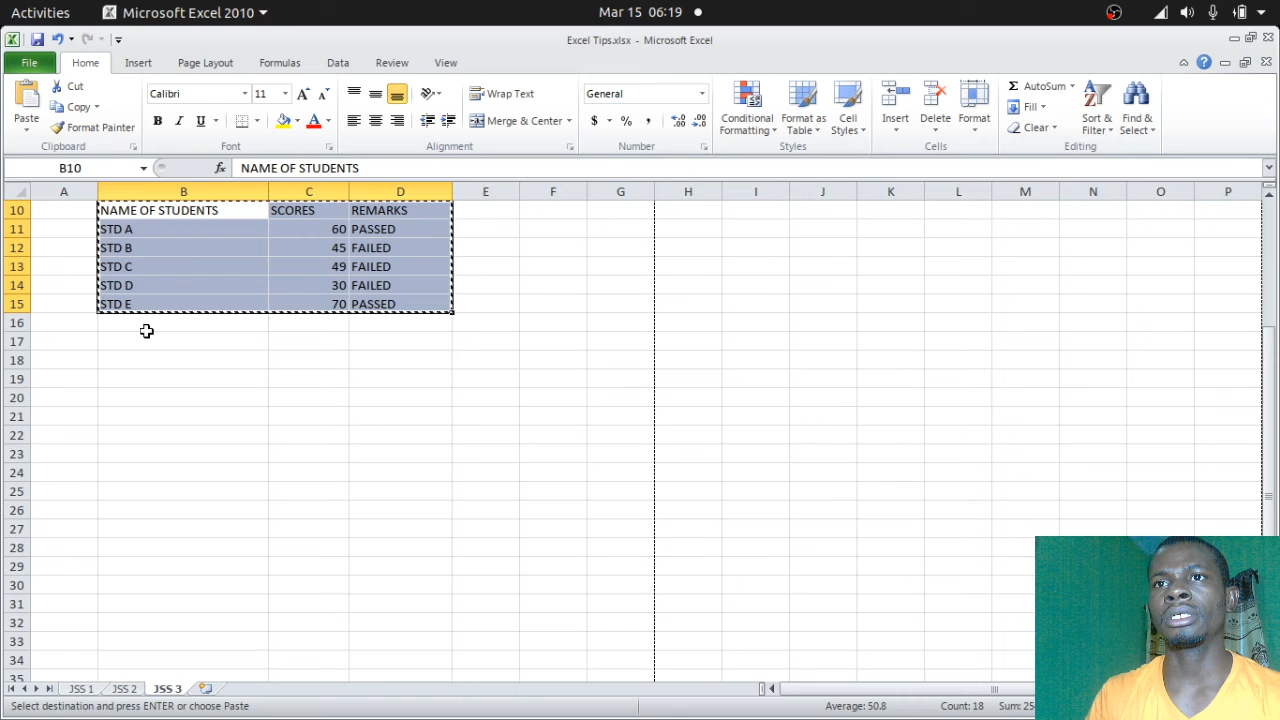 Activities Microsoft Excel 2010 Mar 15 06:19
Excel Tips.xlsx - Microsoft Excel
File Home Insert Page Layout Formulas Data Review View
Paste Cut Copy Format Painter
Calibri 11 B I U A A A
Wrap Text Merge & Center
General $ % ,
Conditional Formatting Format as Table Cell Styles
Insert Delete Format
AutoSum Fill Clear Sort & Filter Find & Select
Clipboard Font Alignment Number Styles Cells Editing
B10 fx NAME OF STUDENTS
A B C D E F G H I J K L M N O P
10 NAME OF STUDENTS SCORES REMARKS
11 STD A 60 PASSED
12 STD B 45 FAILED
13 STD C 49 FAILED
14 STD D 30 FAILED
15 STD E 70 PASSED
16
17
18
19
20
21
22
23
24
25
26
27
28
29
30
31
32
33
34
35
JSS 1 JSS 2 JSS 3
Select destination and press ENTER or choose Paste Average: 50.8 Count: 18